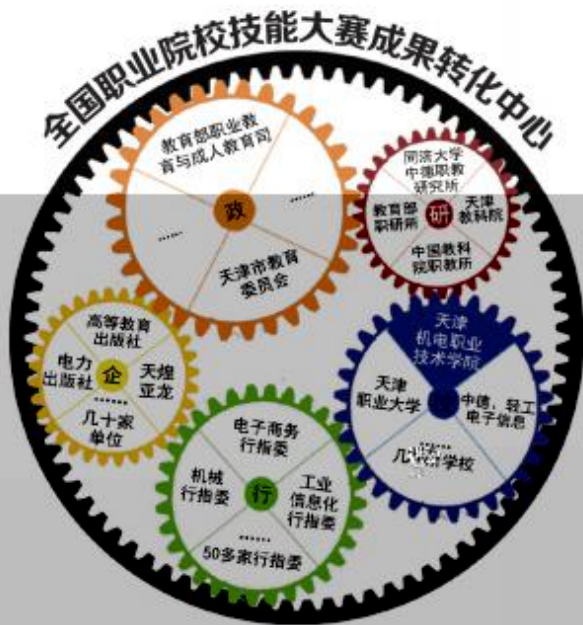 全国职业院校技能大赛成果转化中心
教育部职业教
育与成人教育司
……
……
政
天津市教育
委员会
同济大学
中德职教
研究所
教育部
职研所
研
天津
教科院
中国教科
院职教所
高等教育
出版社
电力
出版社
企
天煌
亚龙
……
几十家
单位
天津
机电职业
技术学院
天津
职业大学
中德、轻工
电子信息
……
学校
电子商务
行指委
机械
行指委
行
工业
信息化
行指委
……
50多家行指委